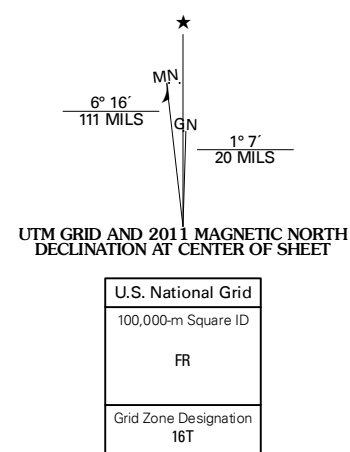 ★
M.N.
6° 16´
111 MILS
GN
1° 7´
20 MILS
UTM GRID AND 2011 MAGNETIC NORTH
DECLINATION AT CENTER OF SHEET
U.S. National Grid
100,000-m Square ID
FR
Grid Zone Designation
16T